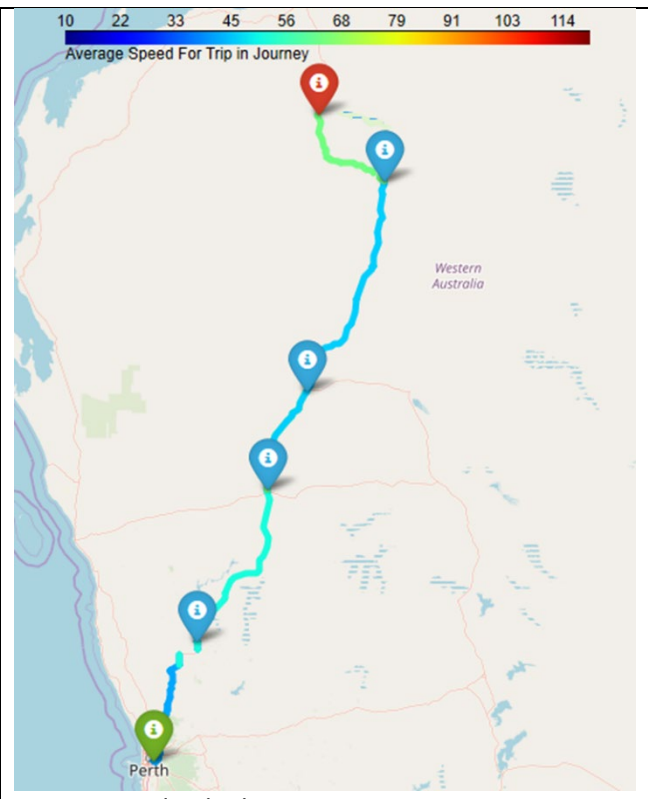 10 22 33 45 56 68 79 91 103 114
Average Speed For Trip in Journey
Western
Australia
Perth